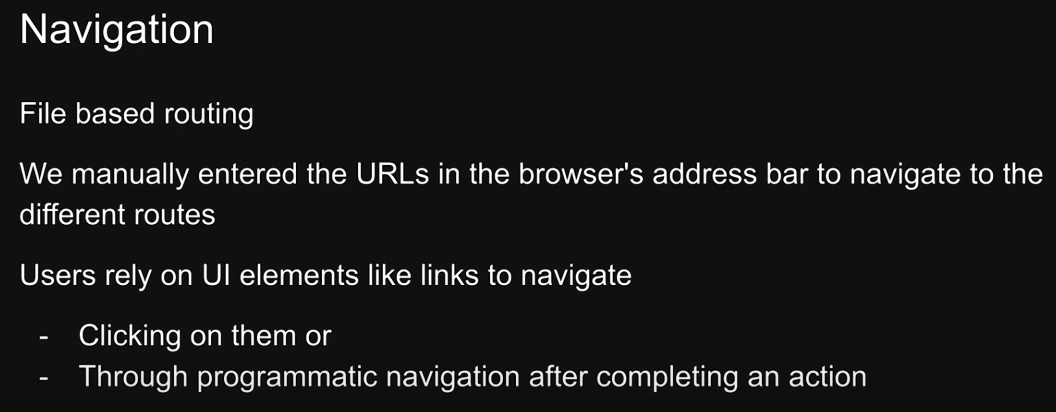 Navigation
File based routing
We manually entered the URLs in the browser's address bar to navigate to the
different routes
Users rely on UI elements like links to navigate
- Clicking on them or
- Through programmatic navigation after completing an action